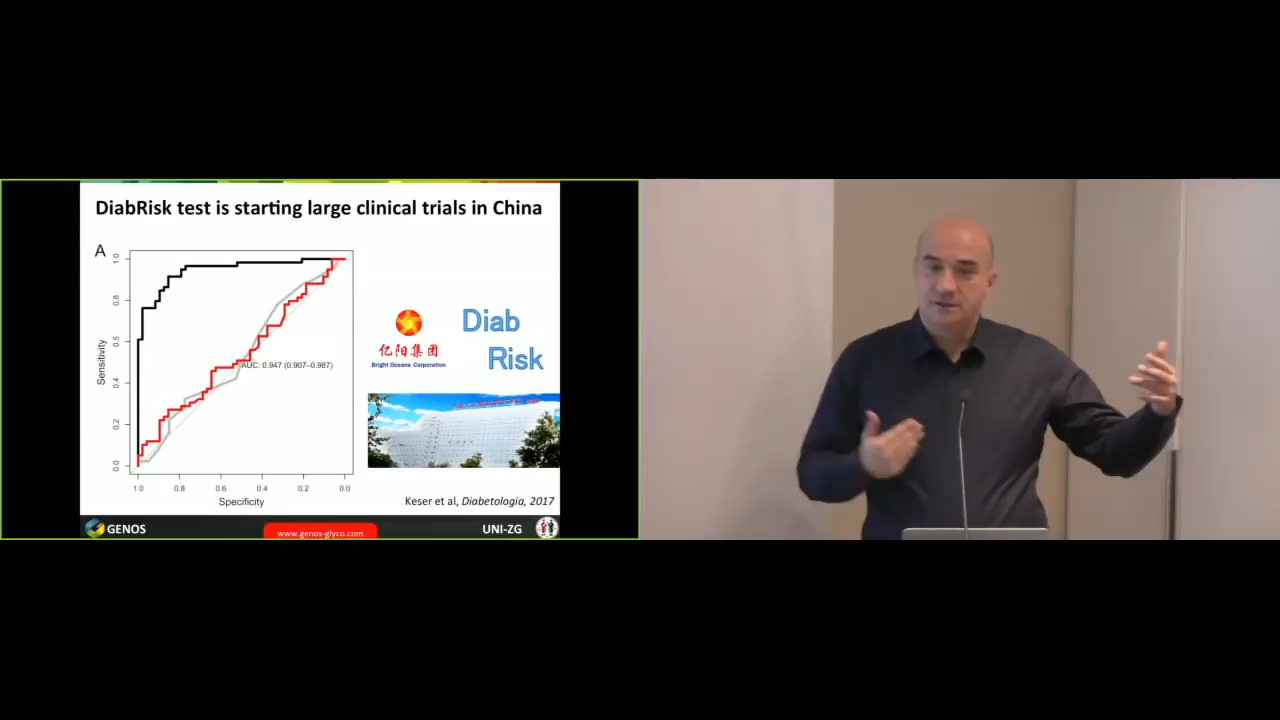 DiabRisk test is starting large clinical trials in China
A
Sensitivity
1.0
0.8
0.6
0.4
0.2
0.0
AUC: 0.947 (0.907–0.987)
1.0 0.8 0.6 0.4 0.2 0.0
Specificity
亿阳集团
Bright Oceans Corporation
Diab
Risk
Keser et al, Diabetologia, 2017
GENOS
www.genos-glyco.com
UNI-ZG